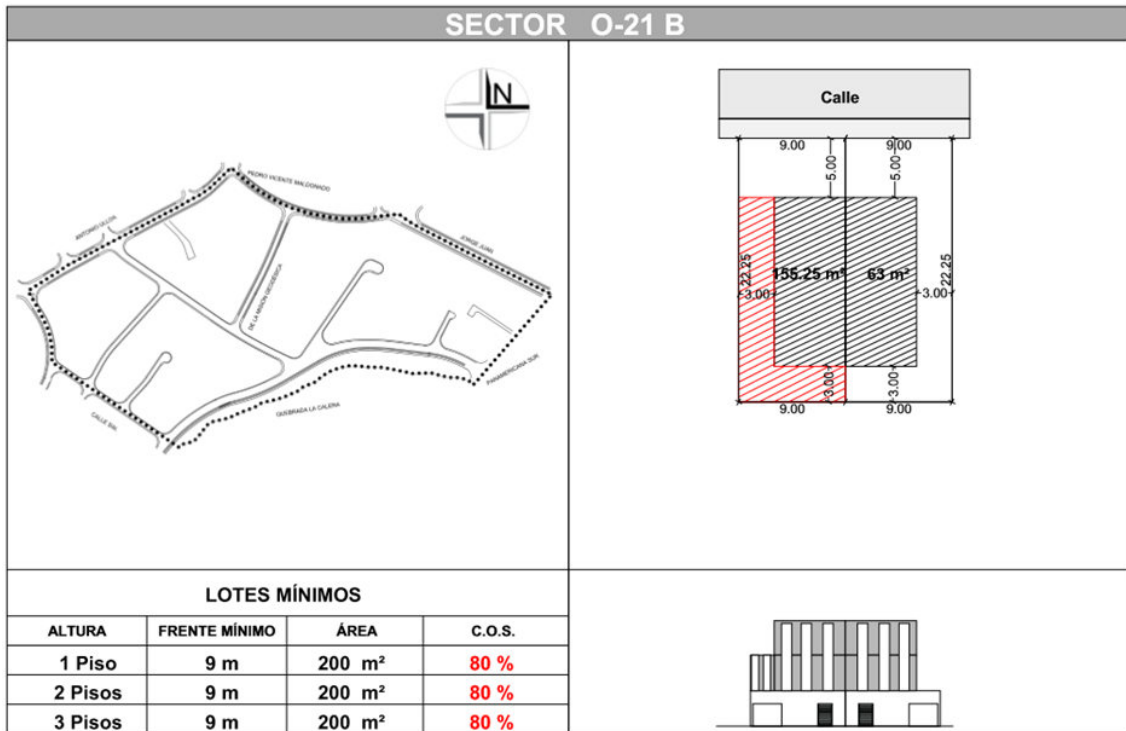 SECTOR O-21 B
N
PEDRO VICENTE MALDONADO
ANTONIO ULLOA
JORGE JUAN
DE LA MISIÓN GEODÉSICA
PANAMERICANA SUR
QUEBRADA LA CALERA
CALLE S/N
Calle
9.00 9.00
5.00 5.00
22.25 155.25 m² 63 m² 22.25
3.00 3.00
3.00 3.00
9.00 9.00
LOTES MÍNIMOS
ALTURA FRENTE MÍNIMO ÁREA C.O.S.
1 Piso 9 m 200 m² 80 %
2 Pisos 9 m 200 m² 80 %
3 Pisos 9 m 200 m² 80 %